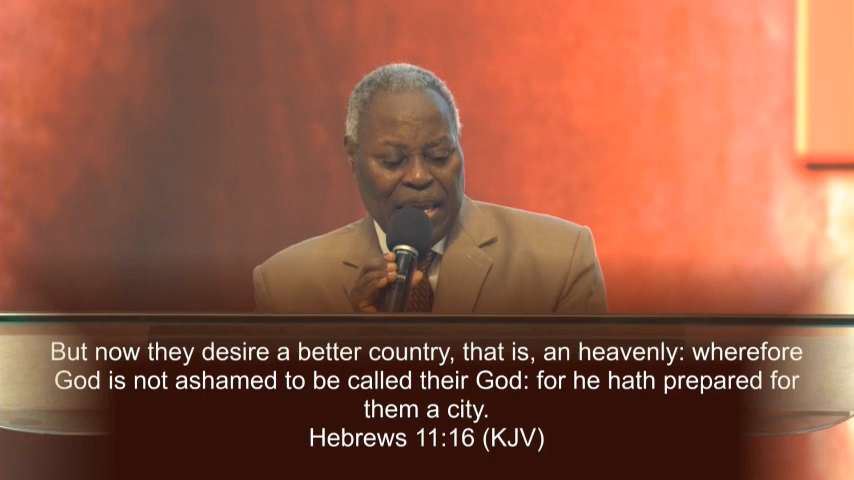 But now they desire a better country, that is, an heavenly: wherefore
God is not ashamed to be called their God: for he hath prepared for
them a city.
Hebrews 11:16 (KJV)